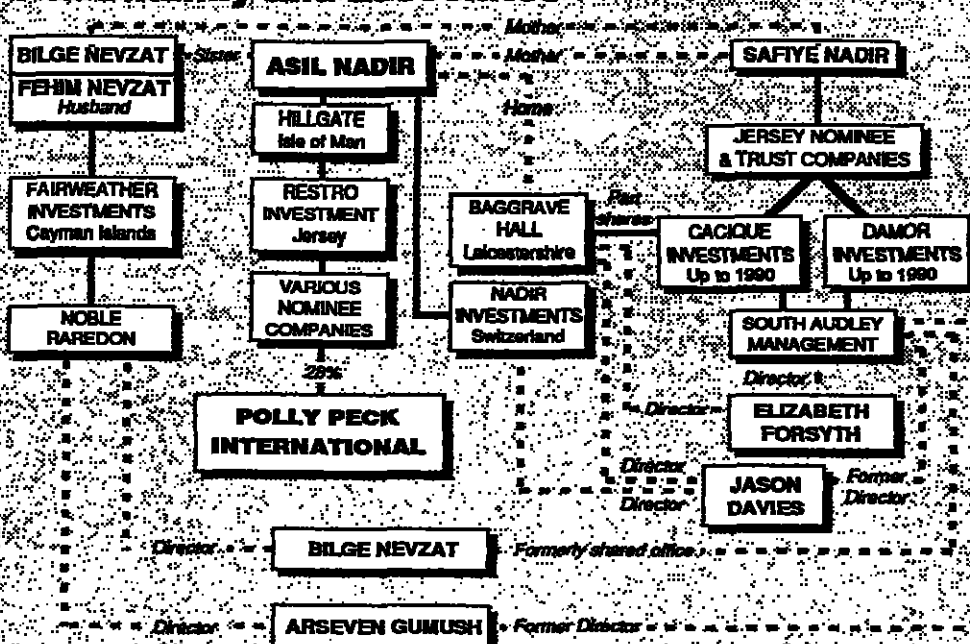 Mother
BILGE NEVZAT
Sister
ASIL NADIR
Mother
SAFIYE NADIR
FEHIM NEVZAT
Husband
HILLGATE
Isle of Man
Home
JERSEY NOMINEE
& TRUST COMPANIES
FAIRWEATHER
INVESTMENTS
Cayman Islands
RESTRO
INVESTMENT
Jersey
BAGGRAVE
HALL
Leicestershire
Part
shares
CACIQUE
INVESTMENTS
Up to 1990
DAMOR
INVESTMENTS
Up to 1990
NOBLE
RAREDON
VARIOUS
NOMINEE
COMPANIES
NADIR
INVESTMENTS
Switzerland
SOUTH AUDLEY
MANAGEMENT
28%
Director
POLLY PECK
INTERNATIONAL
Director
ELIZABETH
FORSYTH
Director
Director
JASON
DAVIES
Former
Director
Director
BILGE NEVZAT
Formerly shared office
Director
ARSEVEN GUMUSH
Former Director